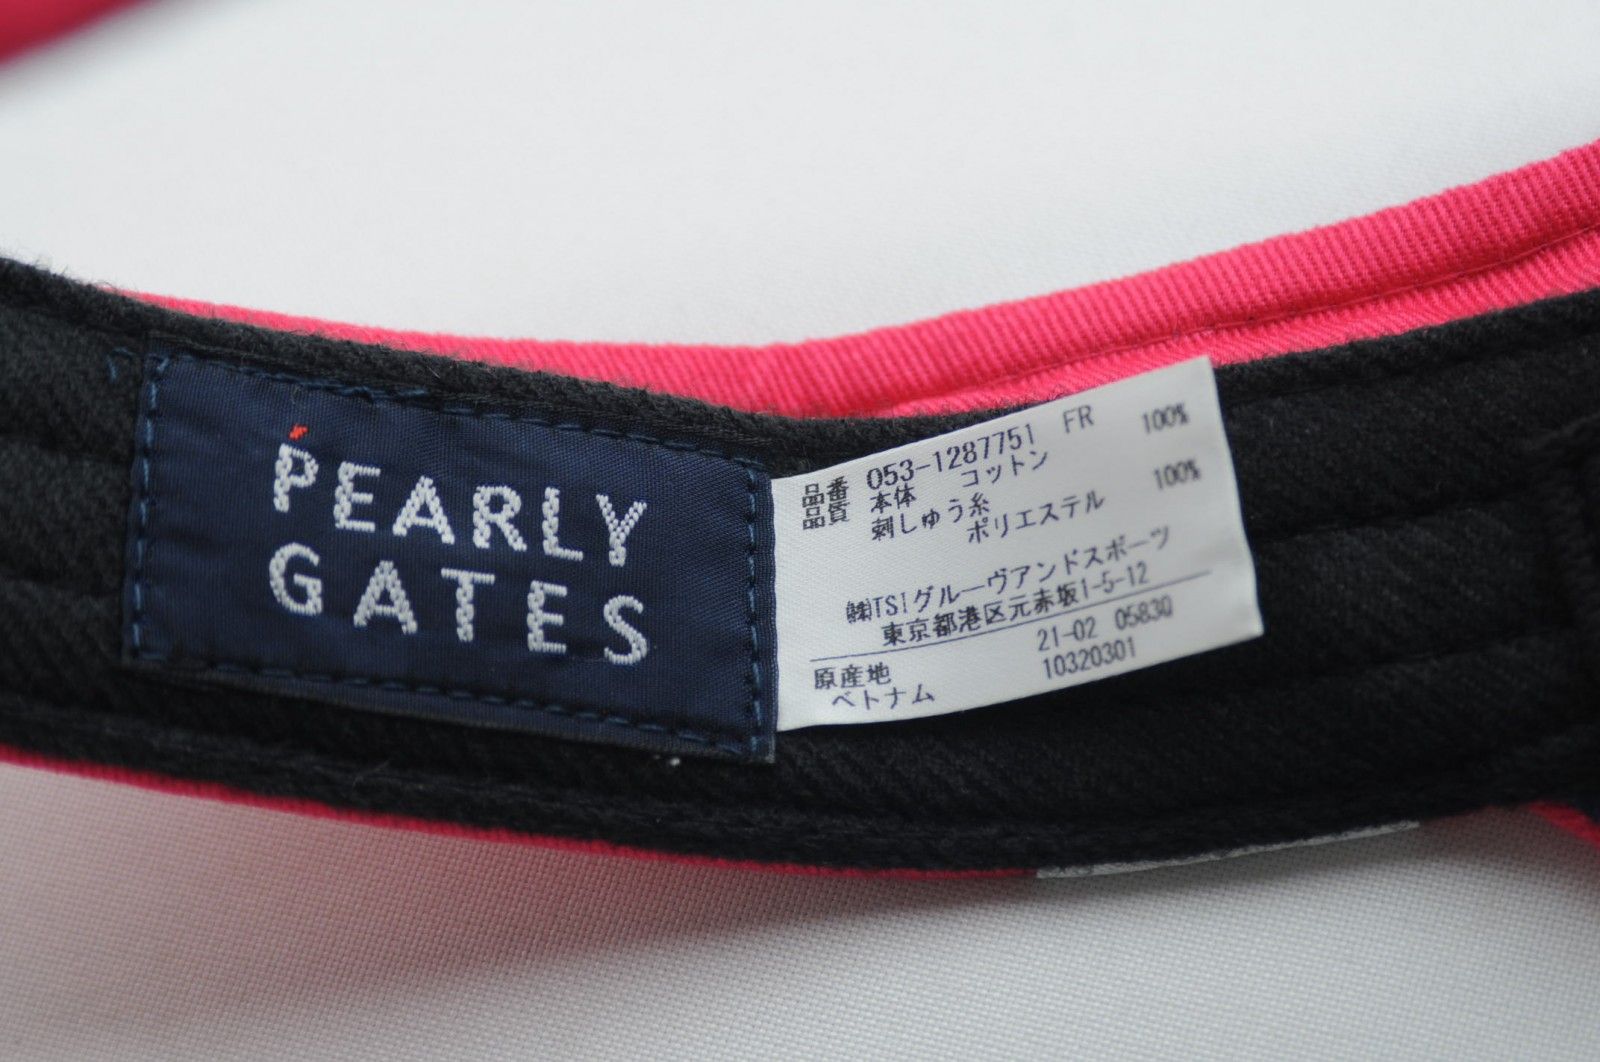 PEARLY
GATES
品番 053-1287751 FR
品質 本体 コットン 100%
刺しゅう糸
ポリエステル 100%
㈱TSIグルーヴアンドスポーツ
東京都港区元赤坂1-5-12
21-02 05830
原産地 10320301
ベトナム